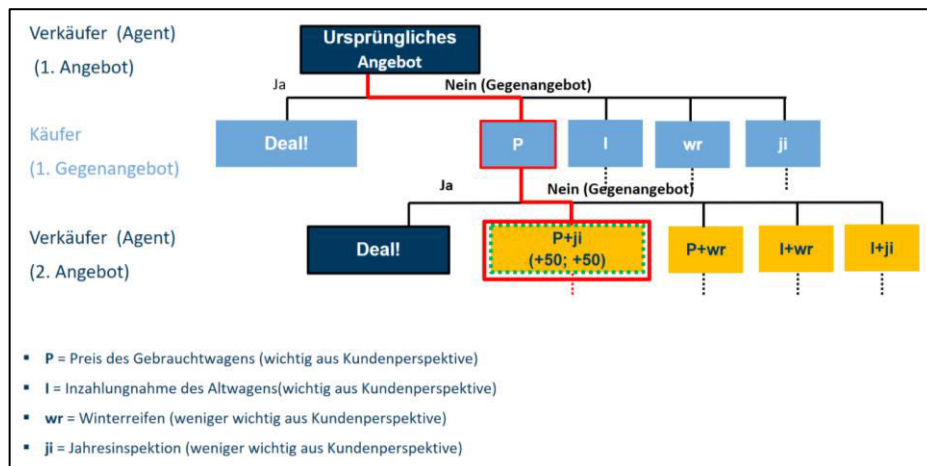 Verkäufer (Agent)
(1. Angebot)
Ursprüngliches
Angebot
Ja
Nein (Gegenangebot)
Käufer
(1. Gegenangebot)
Deal!
P
I
wr
ji
Ja
Nein (Gegenangebot)
Verkäufer (Agent)
(2. Angebot)
Deal!
P+ji
(+50; +50)
P+wr
I+wr
I+ji
▪ P = Preis des Gebrauchtwagens (wichtig aus Kundenperspektive)
▪ I = Inzahlungnahme des Altwagens(wichtig aus Kundenperspektive)
▪ wr = Winterreifen (weniger wichtig aus Kundenperspektive)
▪ ji = Jahresinspektion (weniger wichtig aus Kundenperspektive)